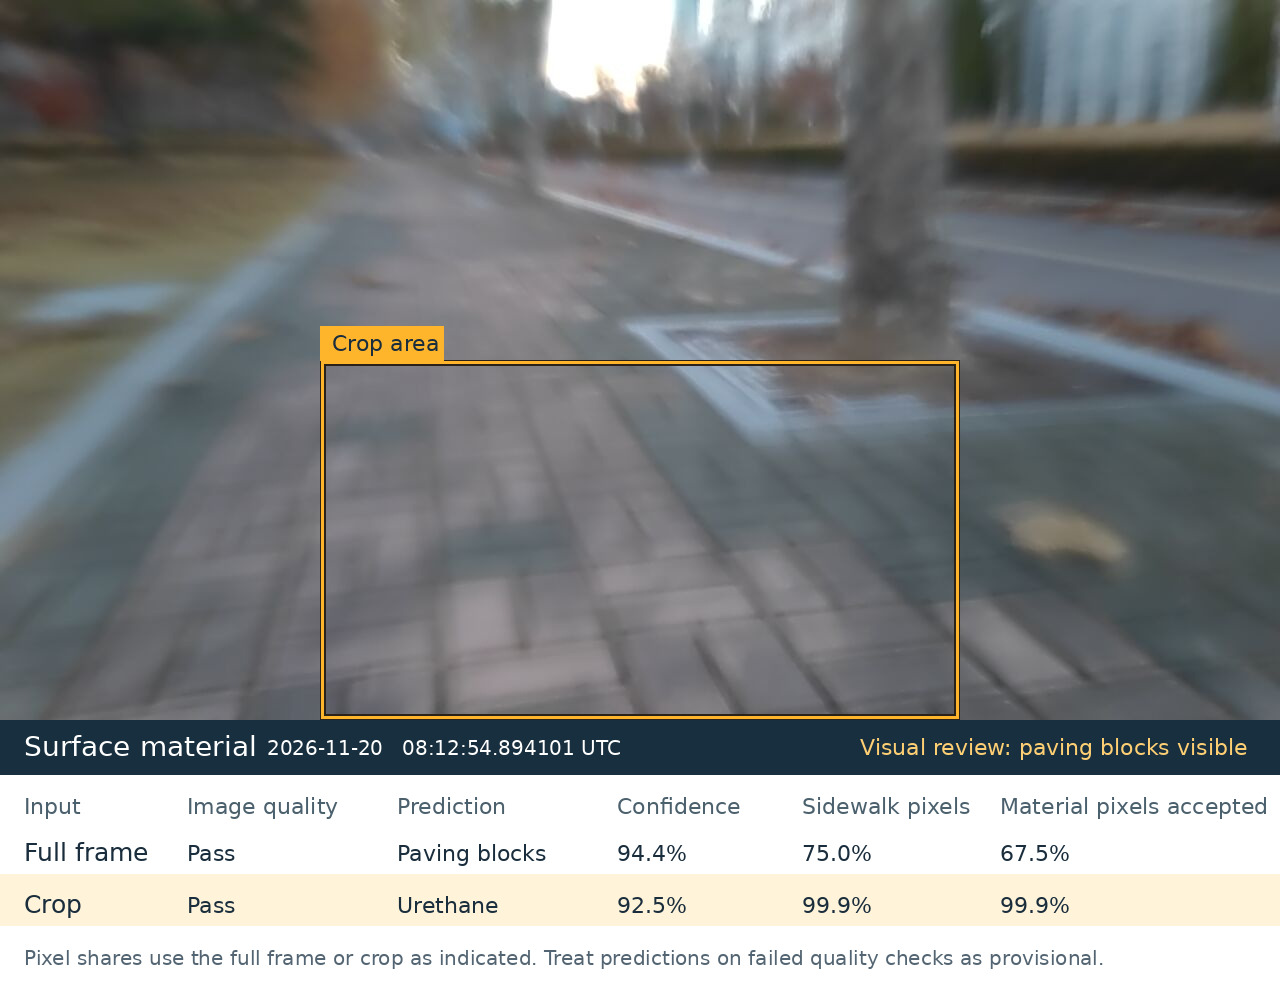 Crop area
Surface material 2026-11-20 08:12:54.894101 UTC Visual review: paving blocks visible
Input Image quality Prediction Confidence Sidewalk pixels Material pixels accepted
Full frame Pass Paving blocks 94.4% 75.0% 67.5%
Crop Pass Urethane 92.5% 99.9% 99.9%
Pixel shares use the full frame or crop as indicated. Treat predictions on failed quality checks as provisional.